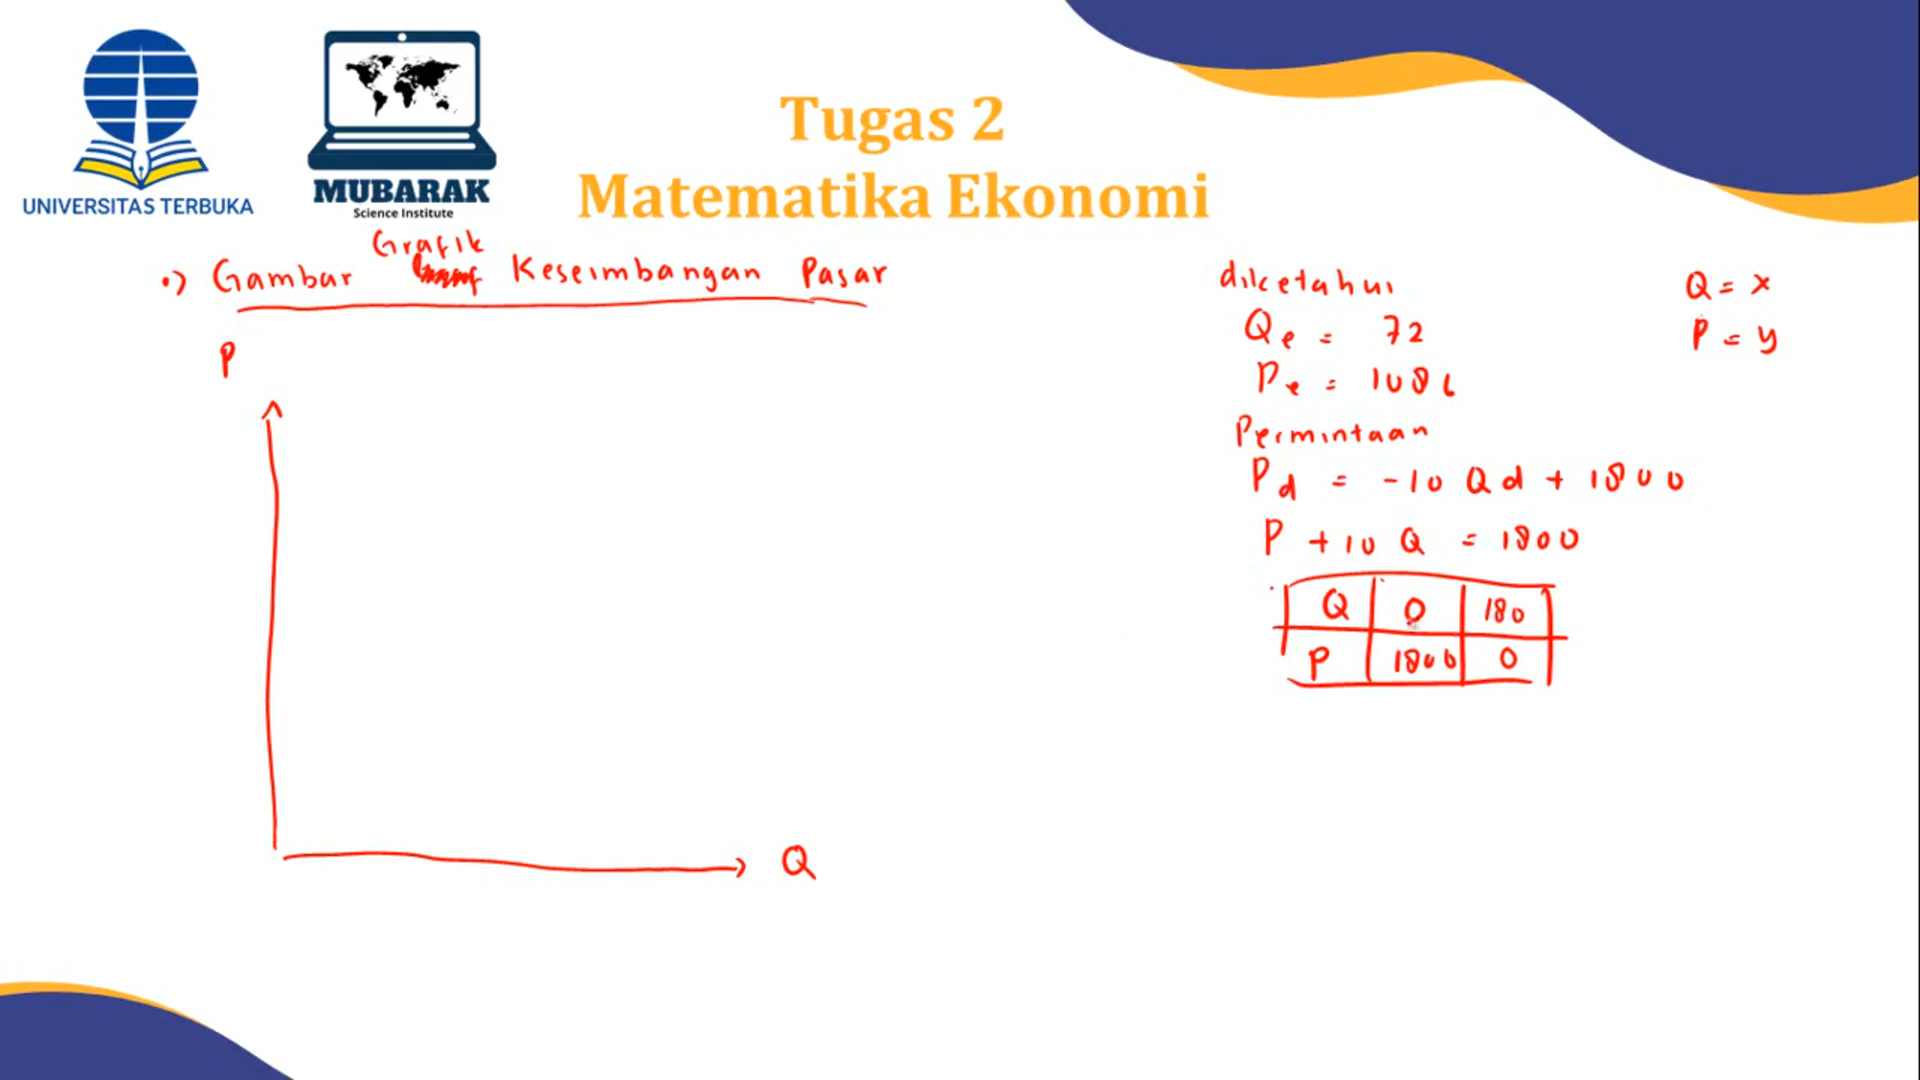 UNIVERSITAS TERBUKA
MUBARAK
Science Institute
Tugas 2
Matematika Ekonomi
Grafik
•) Gambar Keseimbangan Pasar
P
Q
diketahui
Qe = 72
Pe = 108
Permintaan
Pd = -10 Qd + 1800
P + 10 Q = 1800
Q 0 180
P 1800 0
Q = x
P = y